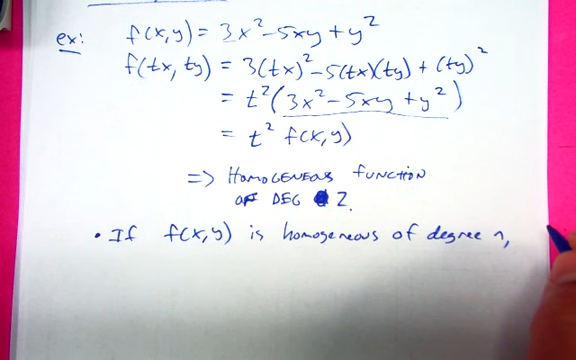 ex: f(x,y) = 3x² - 5xy + y²
f(tx, ty) = 3(tx)² - 5(tx)(ty) + (ty)²
= t²(3x² - 5xy + y²)
= t² f(x,y)
=> HOMOGENEOUS FUNCTION
OF DEG 2.
• If f(x,y) is homogeneous of degree n,